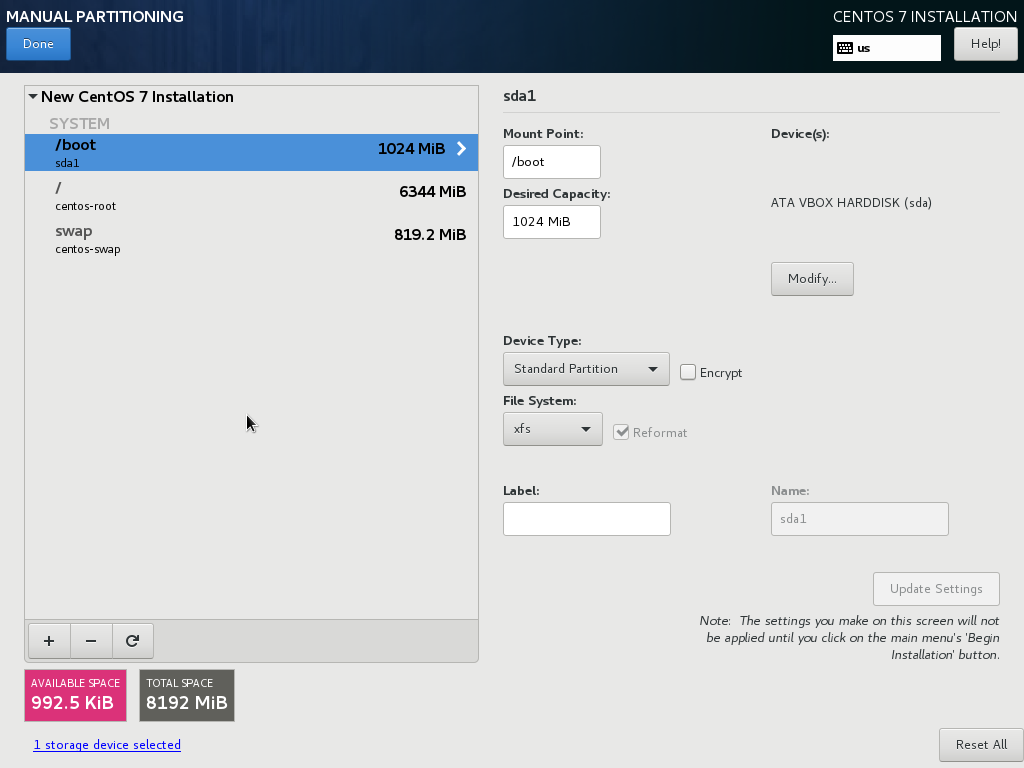 MANUAL PARTITIONING
CENTOS 7 INSTALLATION
Done
us
Help!
New CentOS 7 Installation
SYSTEM
/boot
1024 MiB
sda1
/
6344 MiB
centos-root
swap
819.2 MiB
centos-swap
+ −
AVAILABLE SPACE
992.5 KiB
TOTAL SPACE
8192 MiB
1 storage device selected
sda1
Mount Point:
/boot
Device(s):
Desired Capacity:
1024 MiB
ATA VBOX HARDDISK (sda)
Modify...
Device Type:
Standard Partition
Encrypt
File System:
xfs
Reformat
Label:
Name:
sda1
Update Settings
Note: The settings you make on this screen will not
be applied until you click on the main menu's 'Begin
Installation' button.
Reset All